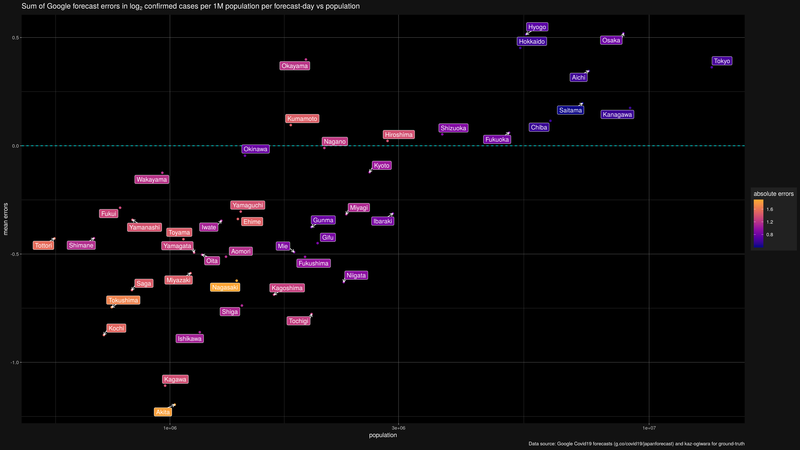 Sum of Google forecast errors in log2 confirmed cases per 1M population per forecast-day vs population
mean errors
0.5
0.0
-0.5
-1.0
Hyogo
Hokkaido
Osaka
Tokyo
Okayama
Aichi
Saitama
Kanagawa
Kumamoto
Shizuoka
Chiba
Hiroshima
Fukuoka
Nagano
Okinawa
Kyoto
Wakayama
Yamaguchi
Miyagi
Fukui
Ehime
Gunma
Ibaraki
Yamanashi
Iwate
Toyama
Gifu
Tottori
Shimane
Yamagata
Mie
Aomori
Oita
Fukushima
Niigata
Miyazaki
Saga
Nagasaki
Kagoshima
Tokushima
Shiga
Tochigi
Kochi
Ishikawa
Kagawa
Akita
absolute errors
1.6
1.2
0.8
1e+06
3e+06
1e+07
population
Data source: Google Covid19 forecasts (g.co/covid19/japanforecast) and kaz-ogiwara for ground-truth